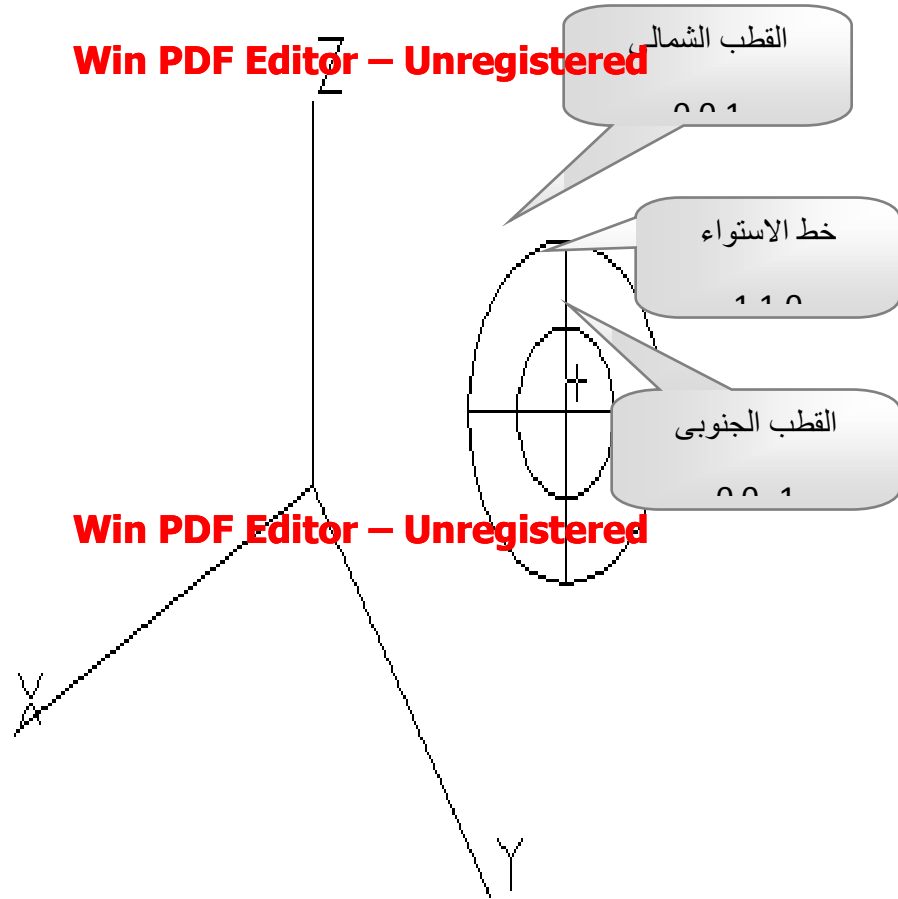 Z
Win PDF Editor – Unregistered
القطب الشمالى
خط الاستواء
القطب الجنوبى
Win PDF Editor – Unregistered
X
Y